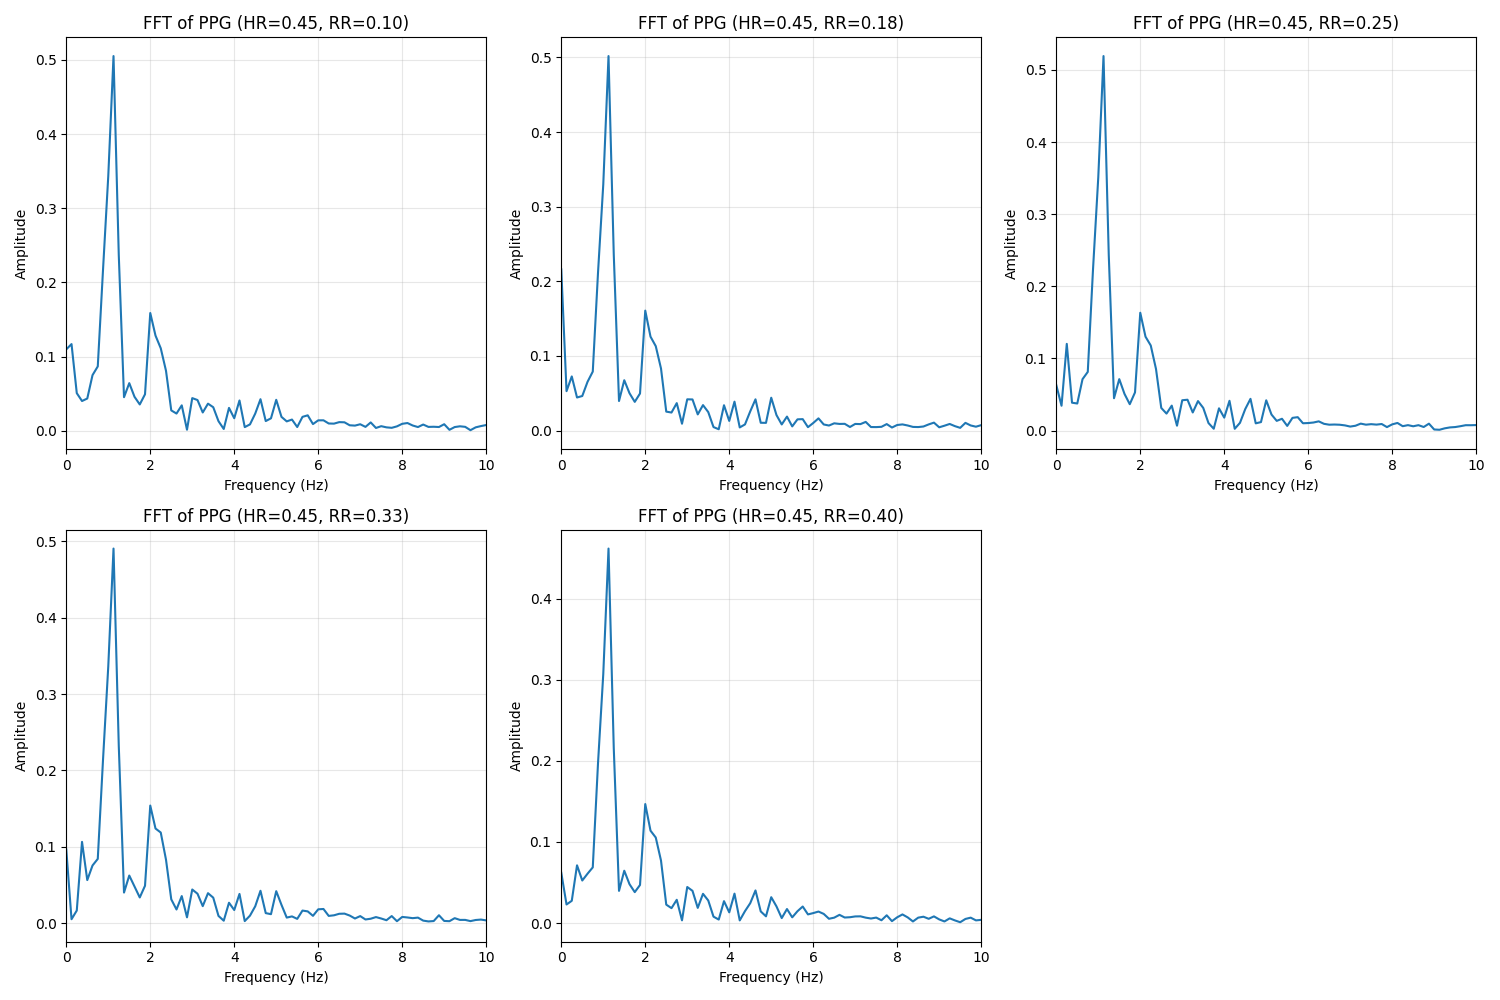 FFT of PPG (HR=0.45, RR=0.10)
0.5
0.4
0.3
0.2
0.1
0.0
Amplitude
0 2 4 6 8 10
Frequency (Hz)
FFT of PPG (HR=0.45, RR=0.18)
0.5
0.4
0.3
0.2
0.1
0.0
Amplitude
0 2 4 6 8 10
Frequency (Hz)
FFT of PPG (HR=0.45, RR=0.25)
0.5
0.4
0.3
0.2
0.1
0.0
Amplitude
0 2 4 6 8 10
Frequency (Hz)
FFT of PPG (HR=0.45, RR=0.33)
0.5
0.4
0.3
0.2
0.1
0.0
Amplitude
0 2 4 6 8 10
Frequency (Hz)
FFT of PPG (HR=0.45, RR=0.40)
0.4
0.3
0.2
0.1
0.0
Amplitude
0 2 4 6 8 10
Frequency (Hz)